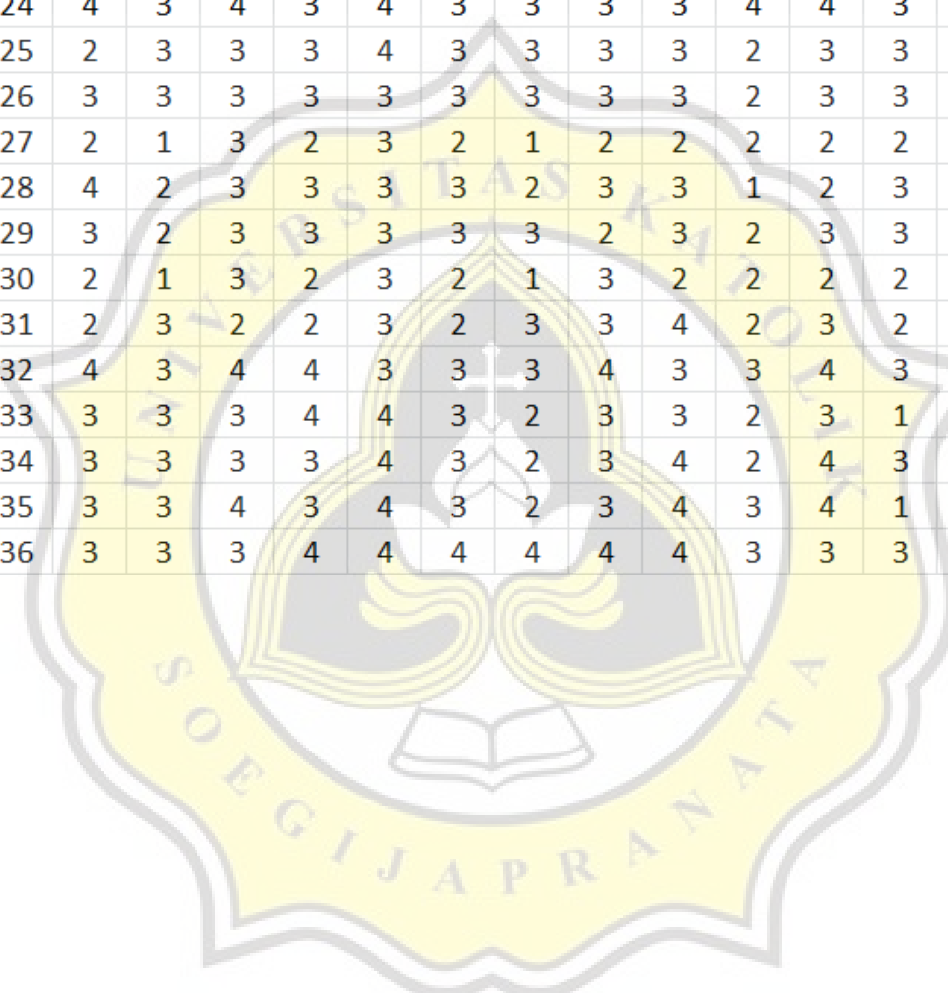 24 4 3 4 3 4 3 3 3 3 4 4 3
25 2 3 3 3 4 3 3 3 3 2 3 3
26 3 3 3 3 3 3 3 3 3 2 3 3
27 2 1 3 2 3 2 1 2 2 2 2 2
28 4 2 3 3 3 3 2 3 3 1 2 3
29 3 2 3 3 3 3 3 2 3 2 3 3
30 2 1 3 2 3 2 1 3 2 2 2 2
31 2 3 2 2 3 2 3 3 4 2 3 2
32 4 3 4 4 3 3 3 4 3 3 4 3
33 3 3 3 4 4 3 2 3 3 2 3 1
34 3 3 3 3 4 3 2 3 4 2 4 3
35 3 3 4 3 4 3 2 3 4 3 4 1
36 3 3 3 4 4 4 4 4 4 3 3 3
UNIVERSITAS KATOLIK
SOEGIJAPRANATA